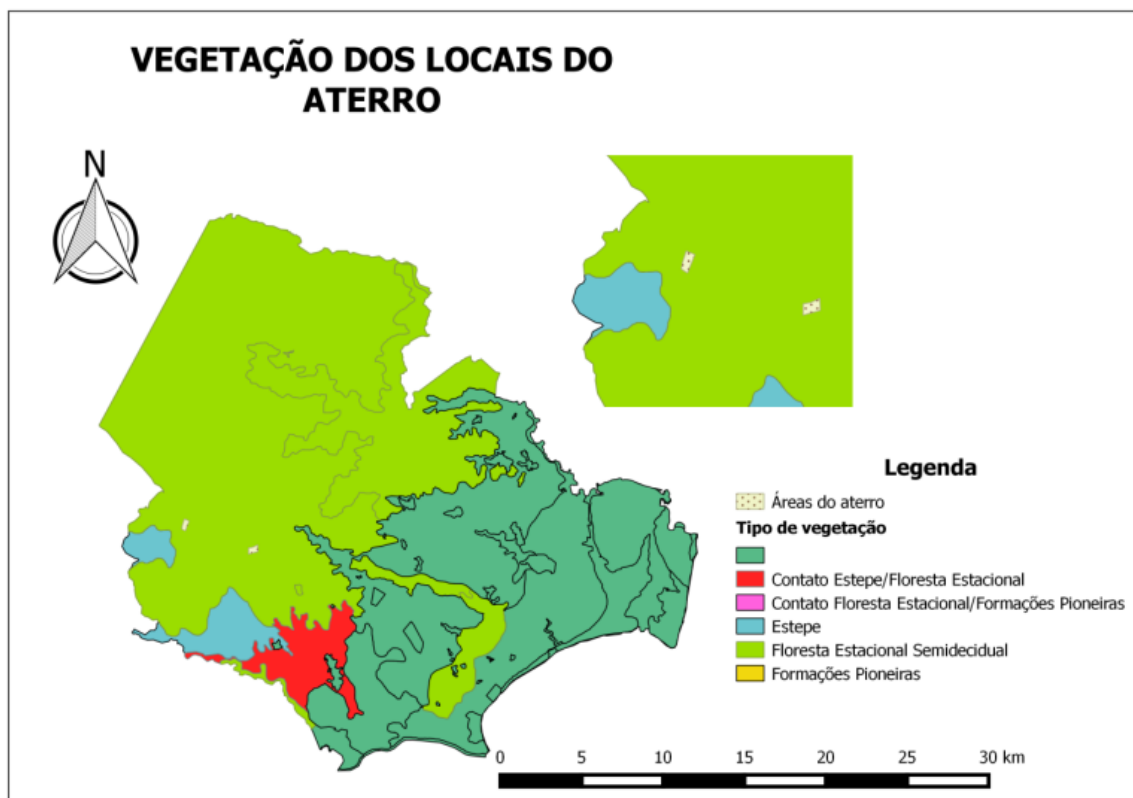 VEGETAÇÃO DOS LOCAIS DO
ATERRO
N
Legenda
Áreas do aterro
Tipo de vegetação
Contato Estepe/Floresta Estacional
Contato Floresta Estacional/Formações Pioneiras
Estepe
Floresta Estacional Semidecidual
Formações Pioneiras
0 5 10 15 20 25 30 km